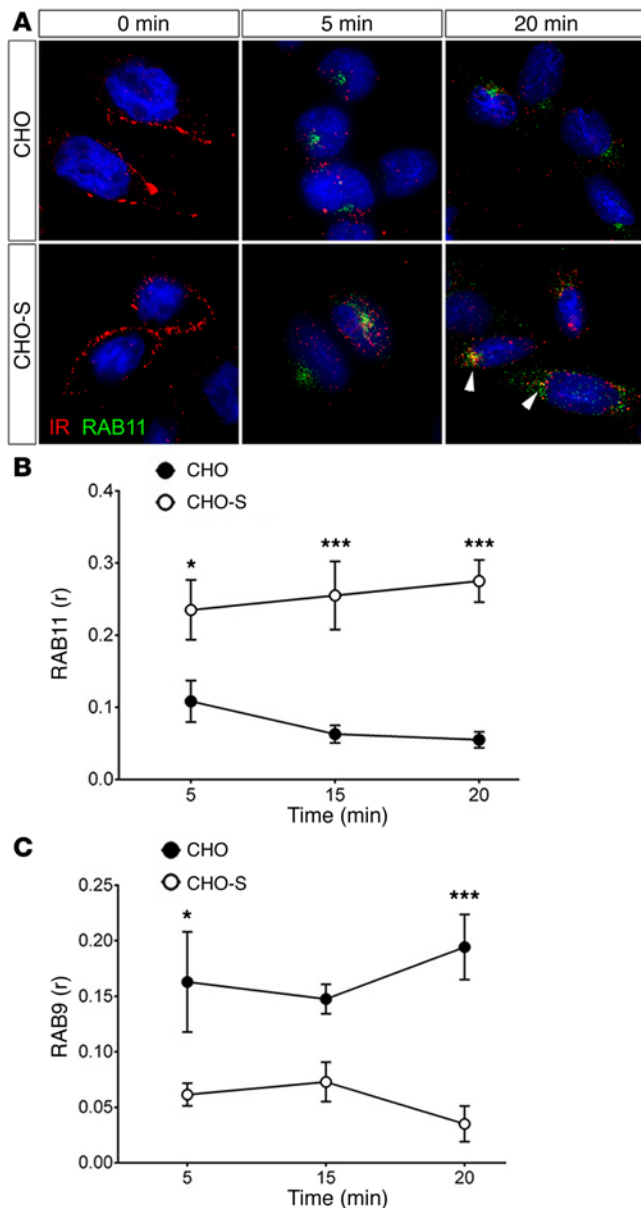 A
0 min 5 min 20 min
CHO
CHO-S
IR RAB11
B
CHO
CHO-S
0.4
* *** ***
0.3
0.2
0.1
0.0
RAB11 (r)
5 15 20
Time (min)
C
CHO
CHO-S
0.25
* ***
0.20
0.15
0.10
0.05
0.00
RAB9 (r)
5 15 20
Time (min)